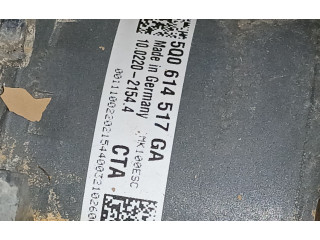 5Q0 614 517 GA
Made in Germany
10.0220-2154.4
MK100ESC
CTA